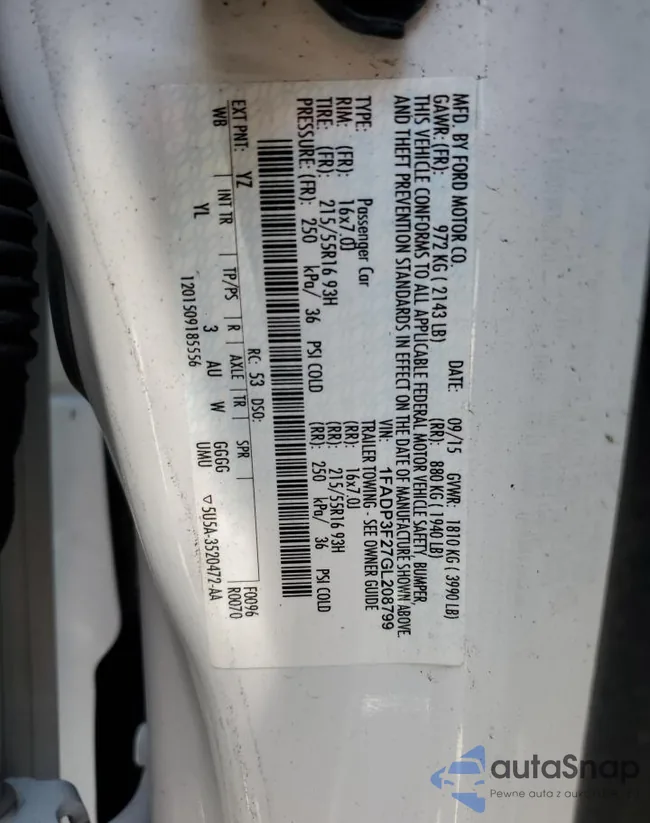 MFD. BY FORD MOTOR CO. DATE: 09/15 GVWR: 1810 KG ( 3990 LB)
GAWR: (FR): 972 KG ( 2143 LB) (RR): 880 KG ( 1940 LB)
THIS VEHICLE CONFORMS TO ALL APPLICABLE FEDERAL MOTOR VEHICLE SAFETY, BUMPER,
AND THEFT PREVENTION STANDARDS IN EFFECT ON THE DATE OF MANUFACTURE SHOWN ABOVE.
VIN: 1FADP3F27GL208799
TYPE: Passenger Car TRAILER TOWING - SEE OWNER GUIDE
RIM: (FR): 16x7.0J (RR): 16x7.0J
TIRE: (FR): 215/55R16 93H (RR): 215/55R16 93H
PRESSURE: (FR): 250 kPa/ 36 PSI COLD (RR): 250 kPa/ 36 PSI COLD
EXT PNT: YZ RC: 53 DSO: F0096
WB | INT TR | TP/PS | R | AXLE | TR | SPR R0070
YL 3 AU W GGGG
UMU
1201509185556 ▽5U5A-3520472-AA
autaSnap